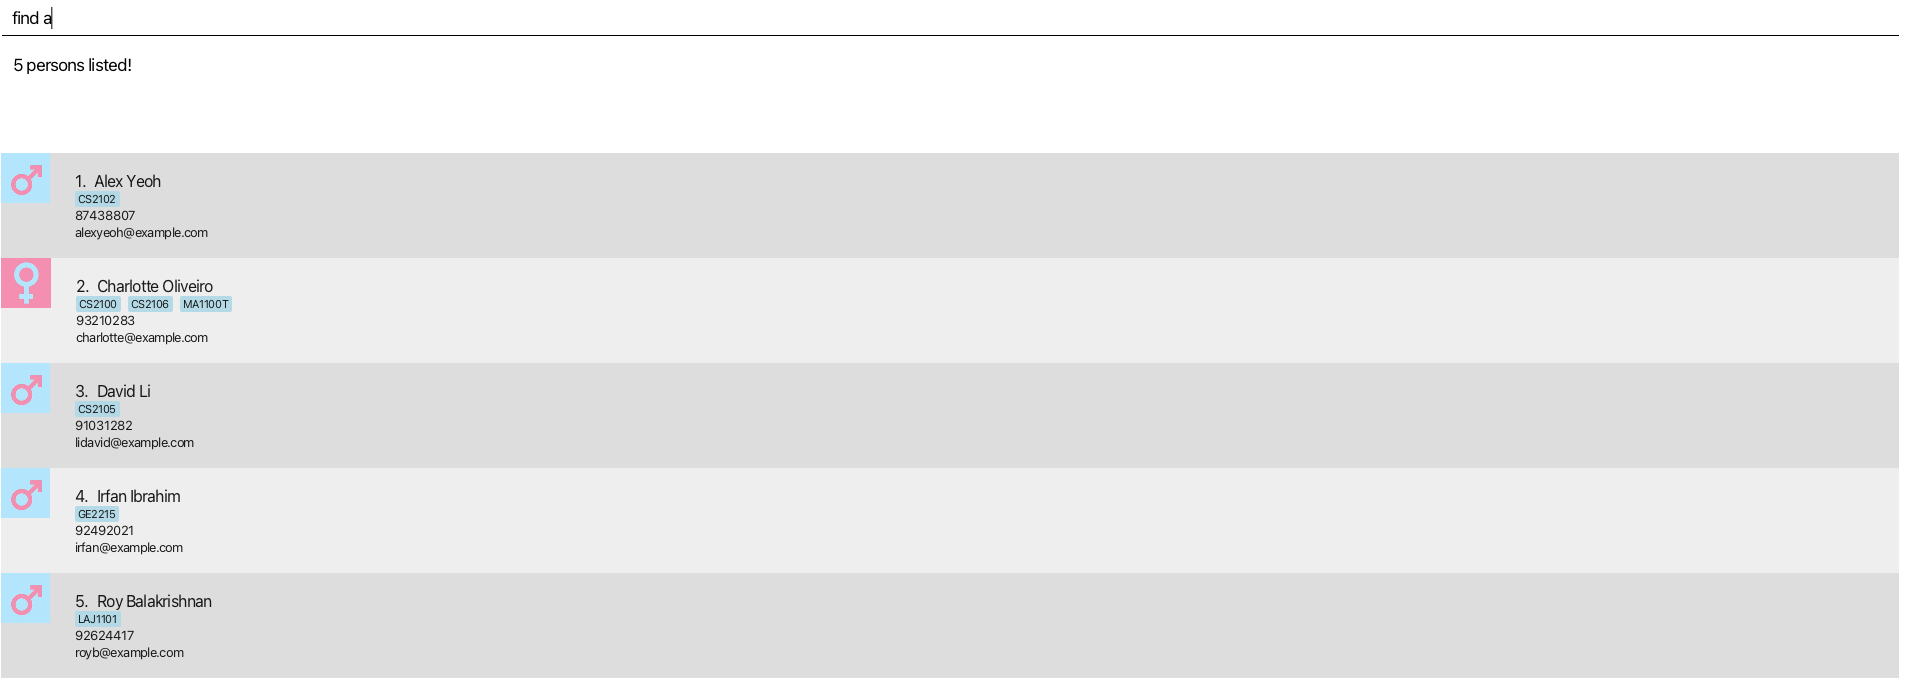 find a
5 persons listed!
1. Alex Yeoh
CS2102
87438807
alexyeoh@example.com
2. Charlotte Oliveiro
CS2100 CS2106 MA1100T
93210283
charlotte@example.com
3. David Li
CS2105
91031282
lidavid@example.com
4. Irfan Ibrahim
GE2215
92492021
irfan@example.com
5. Roy Balakrishnan
LAJ1101
92624417
royb@example.com